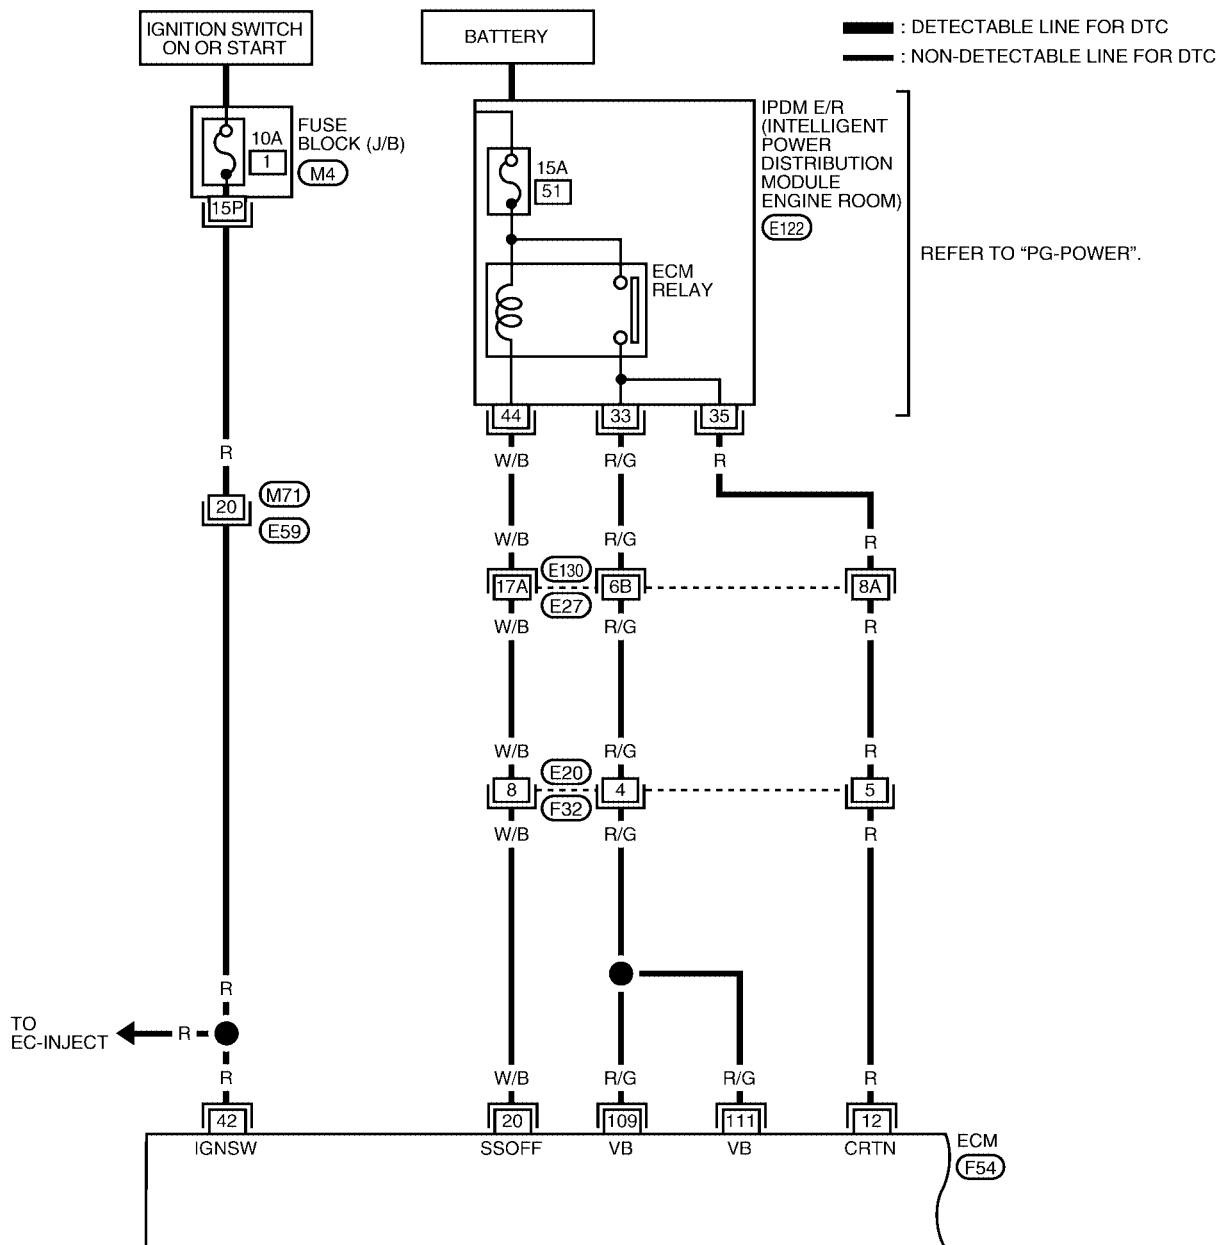 IGNITION SWITCH
ON OR START
BATTERY
: DETECTABLE LINE FOR DTC
: NON-DETECTABLE LINE FOR DTC
FUSE
BLOCK (J/B)
M4
10A
1
15P
IPDM E/R
(INTELLIGENT
POWER
DISTRIBUTION
MODULE
ENGINE ROOM)
E122
15A
51
REFER TO “PG-POWER”.
ECM
RELAY
44
33
35
R
W/B
R/G
R
20
M71
E59
W/B
R/G
R
17A
E130
E27
6B
8A
W/B
R/G
R
W/B
R/G
R
8
E20
F32
4
5
W/B
R/G
R
R
TO
EC-INJECT
R
R
W/B
R/G
R/G
R
42
20
109
111
12
IGNSW
SSOFF
VB
VB
CRTN
ECM
F54